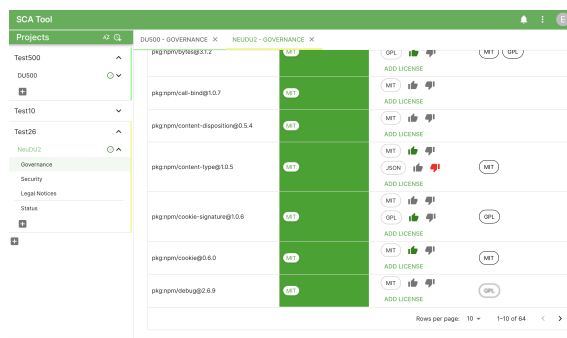 SCA Tool
E
Projects
AZ
DU500 - GOVERNANCE ×
NEUDU2 - GOVERNANCE ×
Test500
DU500
Test10
Test26
NeuDU2
Governance
Security
Legal Notices
Status
pkg:npm/bytes@3.1.2 MIT GPL MIT GPL
ADD LICENSE
pkg:npm/call-bind@1.0.7 MIT MIT
ADD LICENSE
pkg:npm/content-disposition@0.5.4 MIT MIT
ADD LICENSE
pkg:npm/content-type@1.0.5 MIT MIT MIT
JSON
ADD LICENSE
pkg:npm/cookie-signature@1.0.6 MIT MIT GPL
GPL
ADD LICENSE
pkg:npm/cookie@0.6.0 MIT MIT MIT
ADD LICENSE
pkg:npm/debug@2.6.9 MIT MIT GPL
ADD LICENSE
Rows per page: 10 1–10 of 64